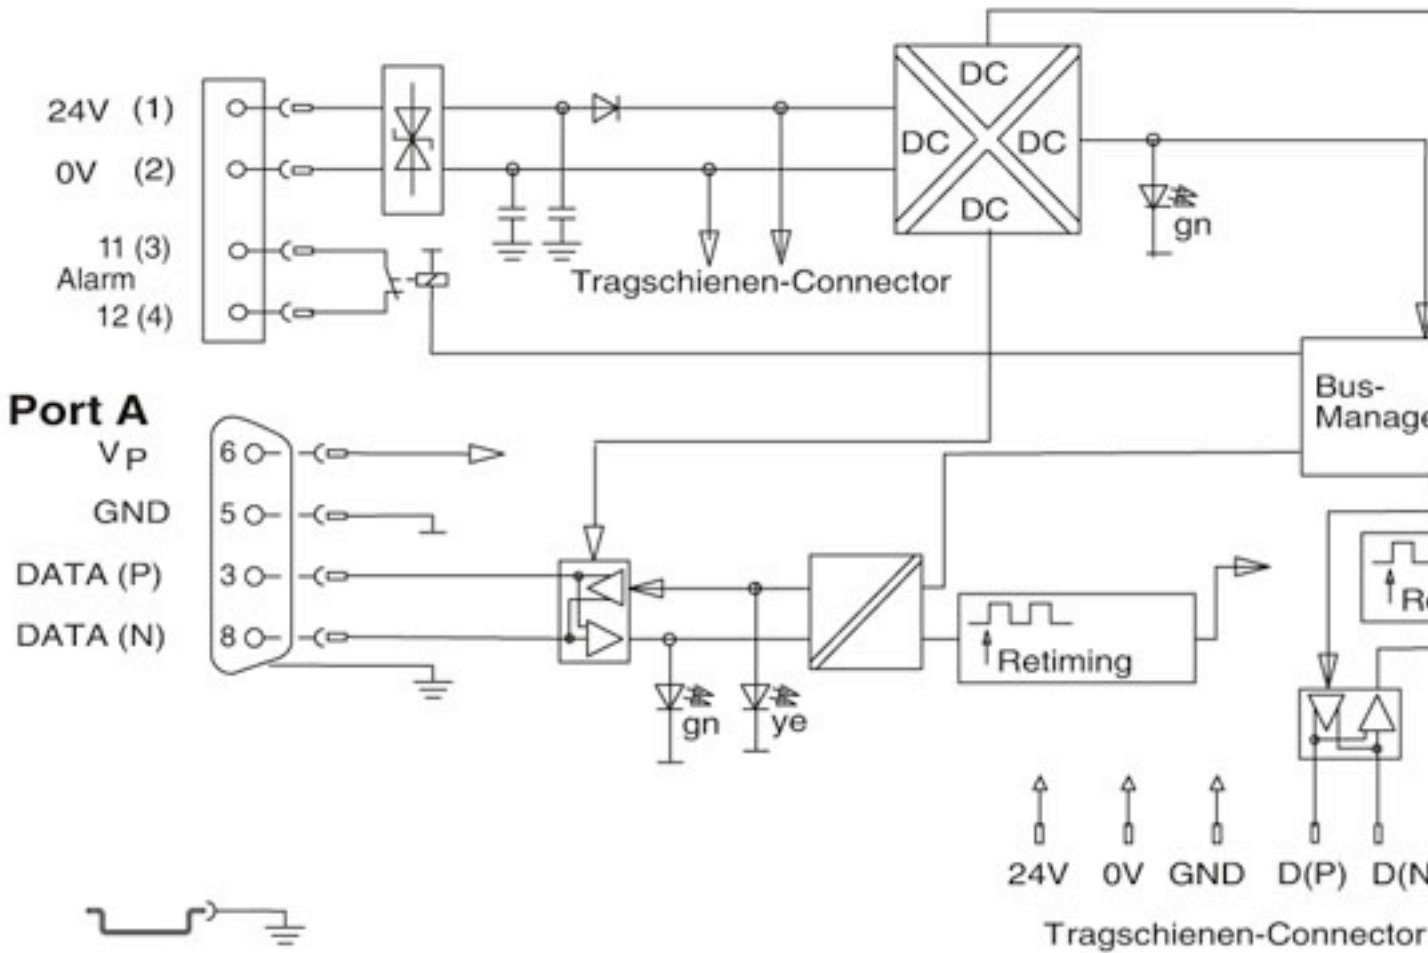 DC
24V (1)
DC
DC
0V (2)
DC
gn
11 (3)
Alarm
12 (4)
Tragschienen-Connector
Bus-
Manage
Port A
VP
6
GND
5
DATA (P)
3
DATA (N)
8
Retiming
gn
ye
24V 0V GND D(P) D(N
Tragschienen-Connector